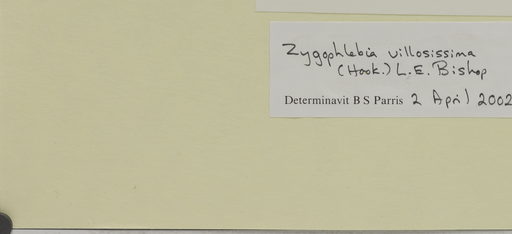 Zygophlebia villosissima
(Hook.) L.E. Bishop
Determinavit B S Parris 2 April 2002